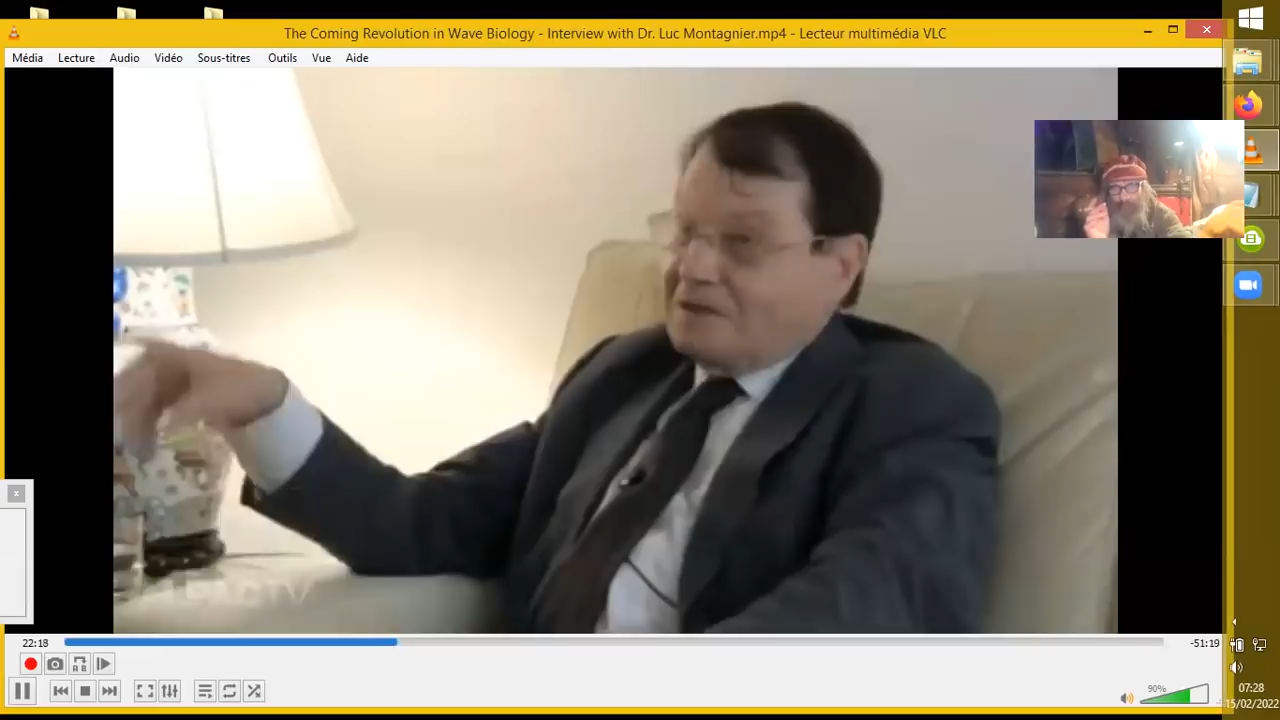 The Coming Revolution in Wave Biology - Interview with Dr. Luc Montagnier.mp4 - Lecteur multimédia VLC
Média Lecture Audio Vidéo Sous-titres Outils Vue Aide
22:18
-51:19
A B
90%
07:28
15/02/2022